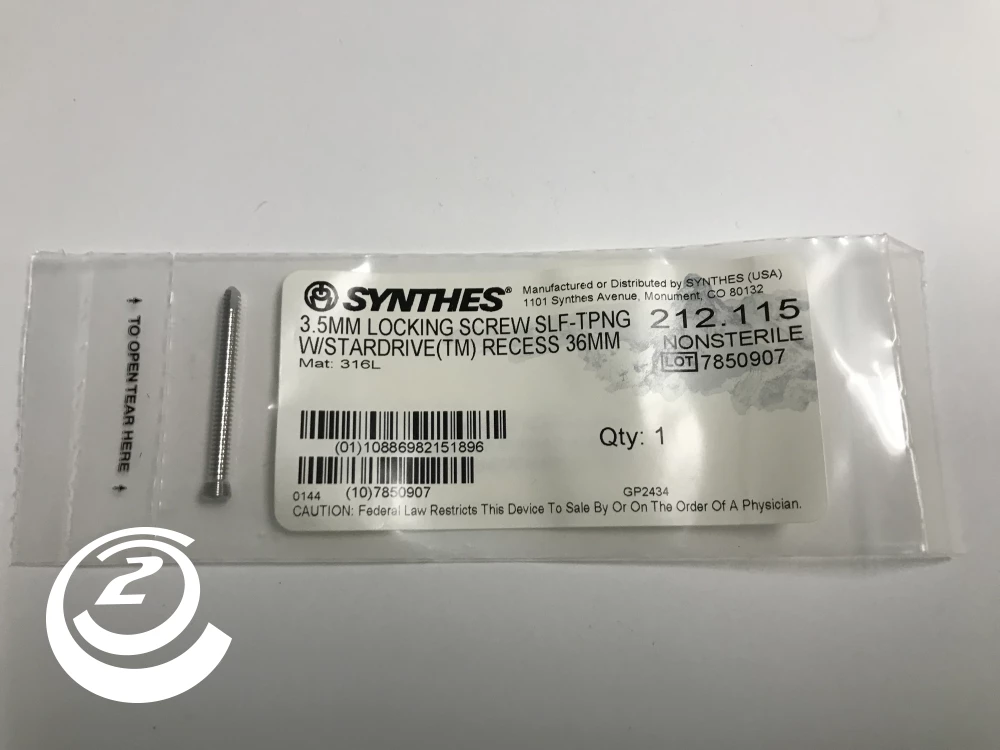 TO OPEN TEAR HERE
SYNTHES®
Manufactured or Distributed by SYNTHES (USA)
1101 Synthes Avenue, Monument, CO 80132
3.5MM LOCKING SCREW SLF-TPNG
W/STARDRIVE(TM) RECESS 36MM
Mat: 316L
212.115
NONSTERILE
LOT 7850907
(01)10886982151896
Qty: 1
(10)7850907
0144
GP2434
CAUTION: Federal Law Restricts This Device To Sale By Or On The Order Of A Physician.
2